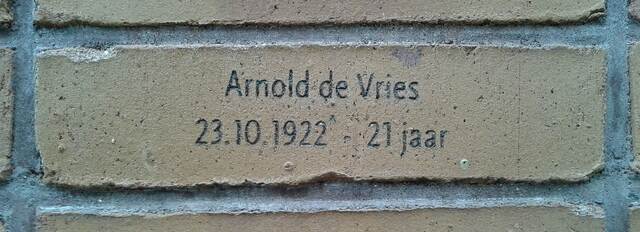 Arnold de Vries
23.10.1922 - 21 jaar